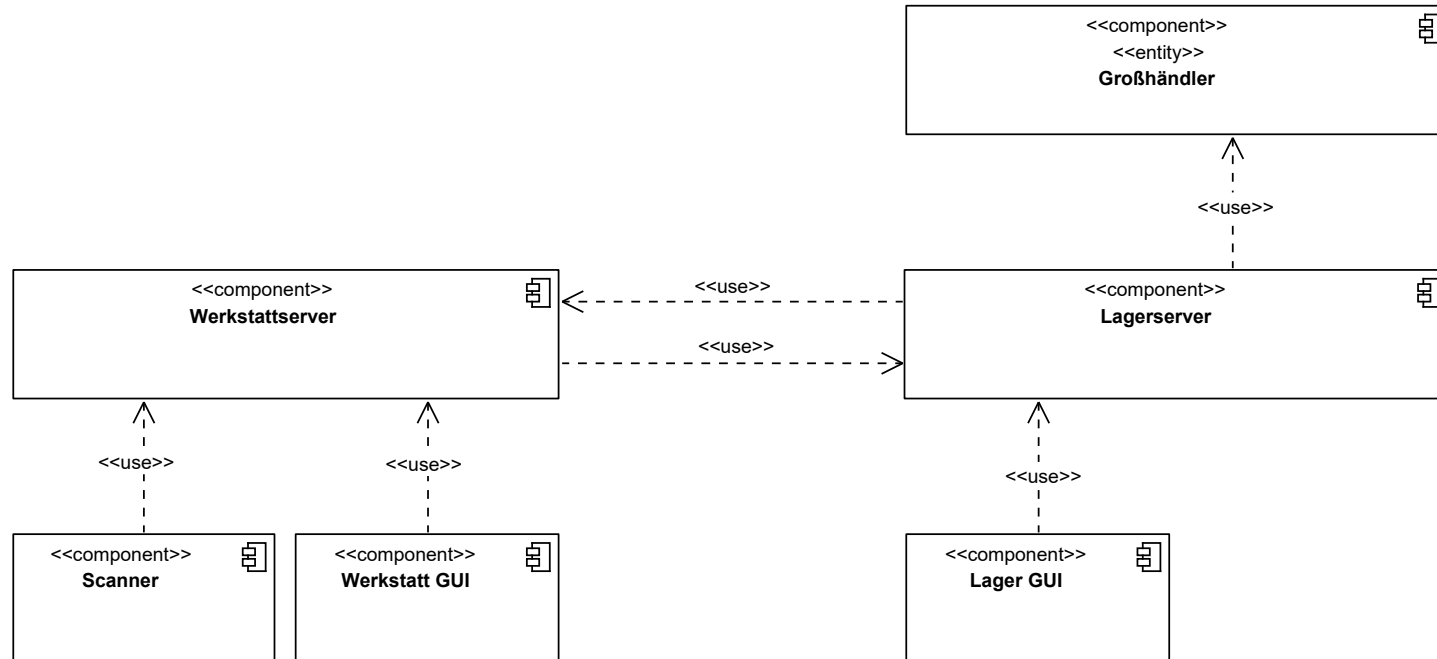 <<component>>
<<entity>>
Großhändler
<<use>>
<<component>>
Werkstattserver
<<use>>
<<use>>
<<component>>
Lagerserver
<<use>>
<<use>>
<<use>>
<<component>>
Scanner
<<component>>
Werkstatt GUI
<<component>>
Lager GUI